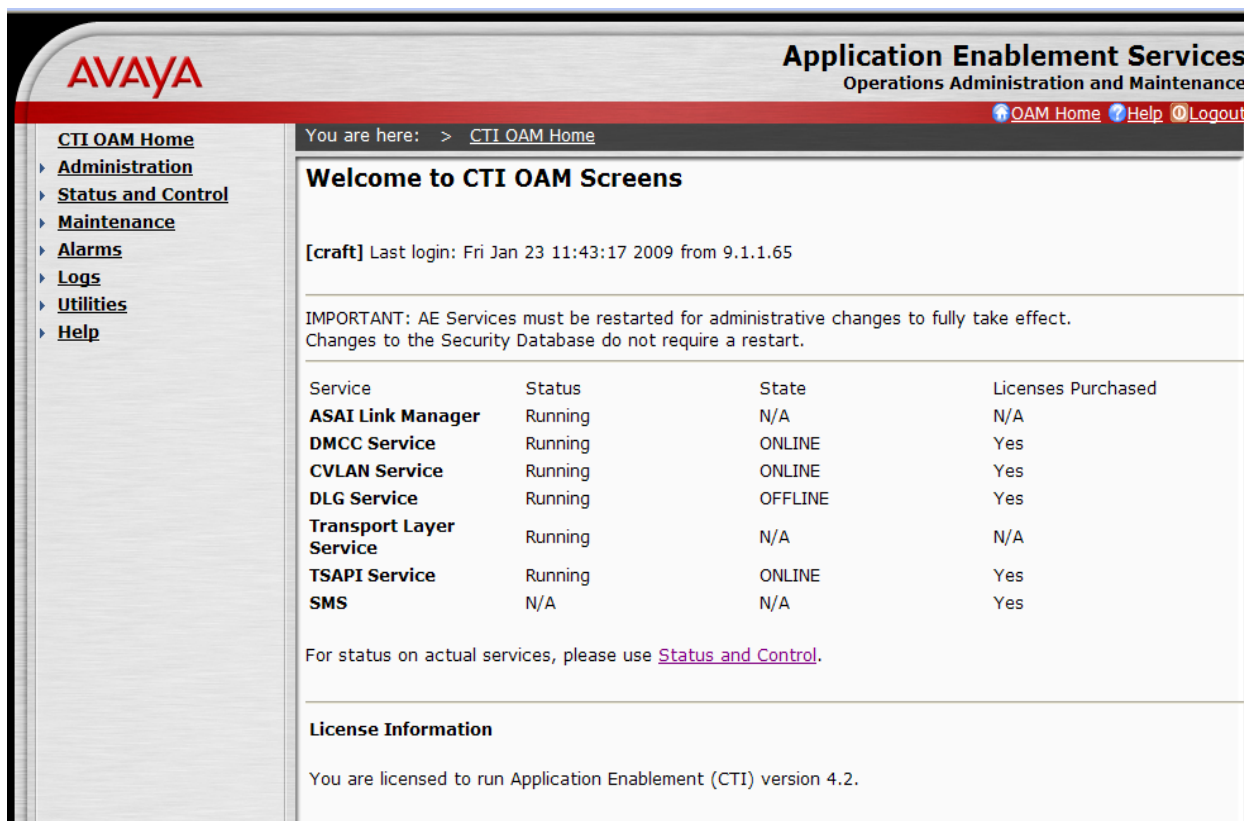 AVAYA
Application Enablement Services
Operations Administration and Maintenance
OAM Home Help Logout
CTI OAM Home
Administration
Status and Control
Maintenance
Alarms
Logs
Utilities
Help
You are here: > CTI OAM Home
Welcome to CTI OAM Screens
[craft] Last login: Fri Jan 23 11:43:17 2009 from 9.1.1.65
IMPORTANT: AE Services must be restarted for administrative changes to fully take effect.
Changes to the Security Database do not require a restart.
Service Status State Licenses Purchased
ASAI Link Manager Running N/A N/A
DMCC Service Running ONLINE Yes
CVLAN Service Running ONLINE Yes
DLG Service Running OFFLINE Yes
Transport Layer
Service Running N/A N/A
TSAPI Service Running ONLINE Yes
SMS N/A N/A Yes
For status on actual services, please use Status and Control.
License Information
You are licensed to run Application Enablement (CTI) version 4.2.